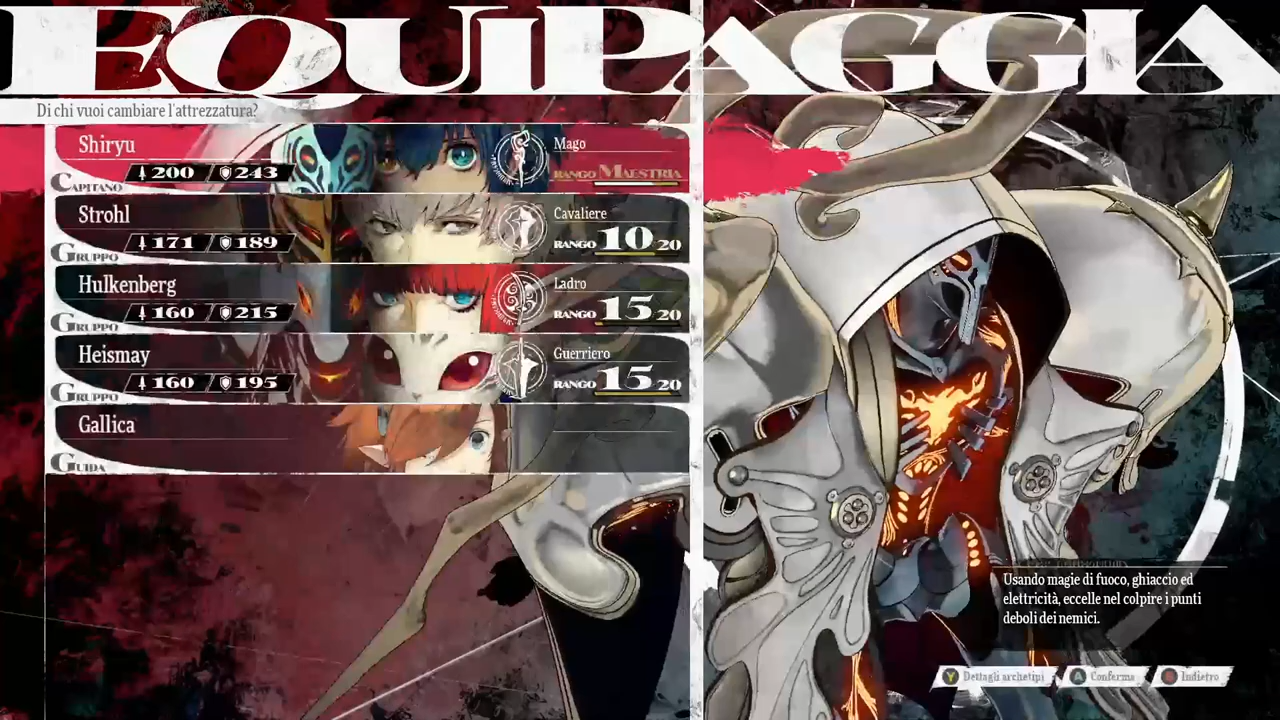 EQUIPAGGIA
Di chi vuoi cambiare l'attrezzatura?
Shiryu
200 243
CAPITANO
Mago
RANGO MAESTRIA
Strohl
171 189
GRUPPO
Cavaliere
RANGO 10 20
Hulkenberg
160 215
GRUPPO
Ladro
RANGO 15 20
Heismay
160 195
GRUPPO
Guerriero
RANGO 15 20
Gallica
GUIDA
Usando magie di fuoco, ghiaccio ed
elettricità, eccelle nel colpire i punti
deboli dei nemici.
Y Dettagli archetipi A Conferma B Indietro